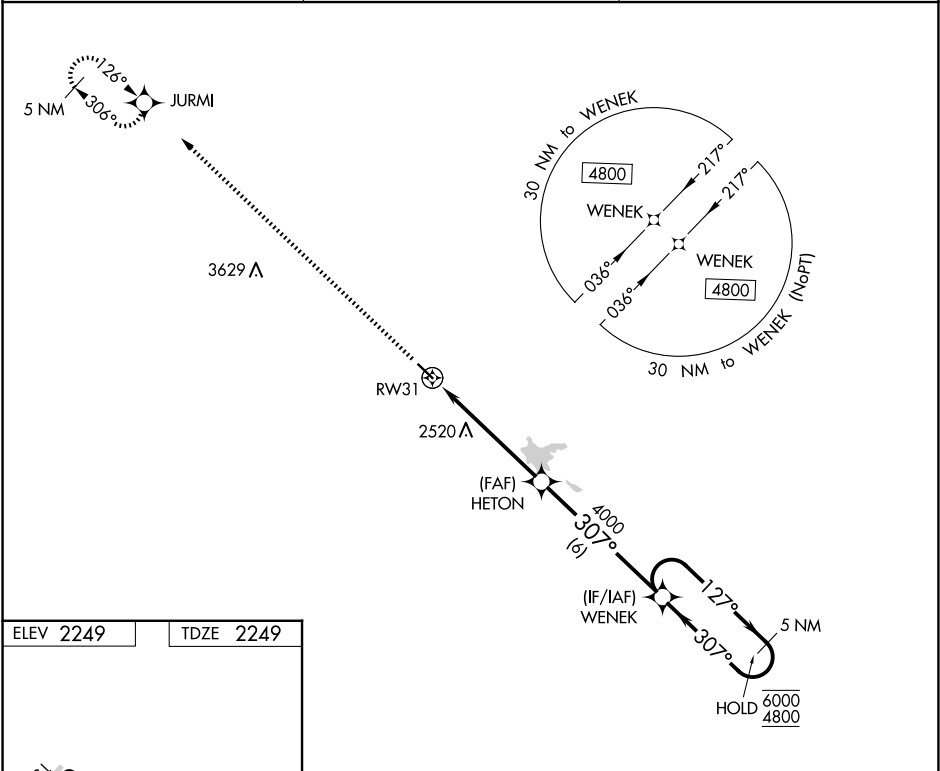 126°
306°
5 NM
JURMI
30 NM to WENEK
4800
217°
217°
WENEK
WENEK
4800
036°
036°
30 NM to WENEK (NoPT)
3629
RW31
2520
(FAF)
HETON
4000
307°
(6)
(IF/IAF)
WENEK
127°
5 NM
307°
HOLD
6000
4800
ELEV 2249
TDZE 2249